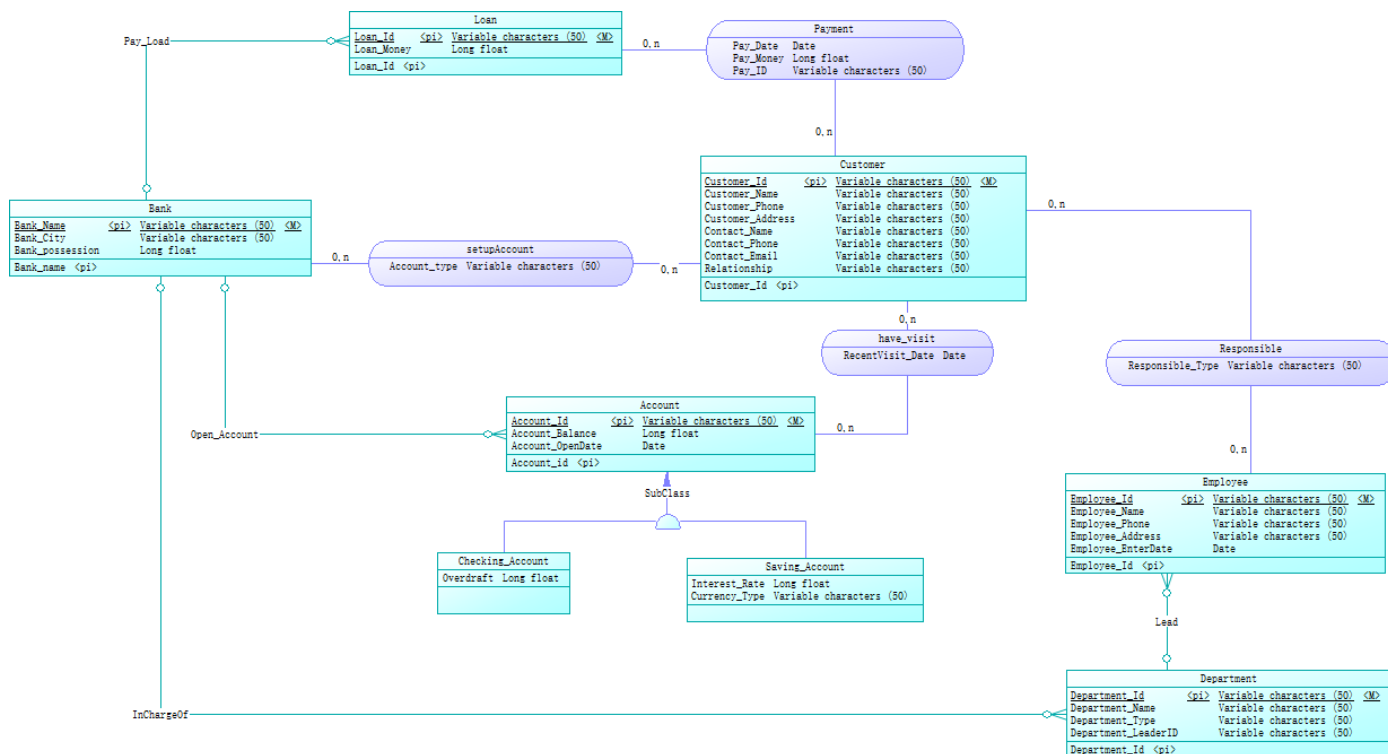 Loan
Loan_Id <pi> Variable characters (50) <M>
Loan_Money Long float
Loan_Id <pi>
Pay_Load
0,n
Payment
Pay_Date Date
Pay_Money Long float
Pay_ID Variable characters (50)
0,n
Customer
Customer_Id <pi> Variable characters (50) <M>
Customer_Name Variable characters (50)
Customer_Phone Variable characters (50)
Customer_Address Variable characters (50)
Contact_Name Variable characters (50)
Contact_Phone Variable characters (50)
Contact_Email Variable characters (50)
Relationship Variable characters (50)
Customer_Id <pi>
0,n
Bank
Bank_Name <pi> Variable characters (50) <M>
Bank_City Variable characters (50)
Bank_possession Long float
Bank_name <pi>
0,n
setupAccount
Account_type Variable characters (50)
0,n
0,n
have_visit
RecentVisit_Date Date
Responsible
Responsible_Type Variable characters (50)
Account
Account_Id <pi> Variable characters (50) <M>
Account_Balance Long float
Account_OpenDate Date
Account_id <pi>
Open_Account
0,n
0,n
SubClass
Checking_Account
Overdraft Long float
Saving_Account
Interest_Rate Long float
Currency_Type Variable characters (50)
Employee
Employee_Id <pi> Variable characters (50) <M>
Employee_Name Variable characters (50)
Employee_Phone Variable characters (50)
Employee_Address Variable characters (50)
Employee_EnterDate Date
Employee_Id <pi>
Lead
Department
Department_Id <pi> Variable characters (50) <M>
Department_Name Variable characters (50)
Department_Type Variable characters (50)
Department_LeaderID Variable characters (50)
Department_Id <pi>
InChargeOf